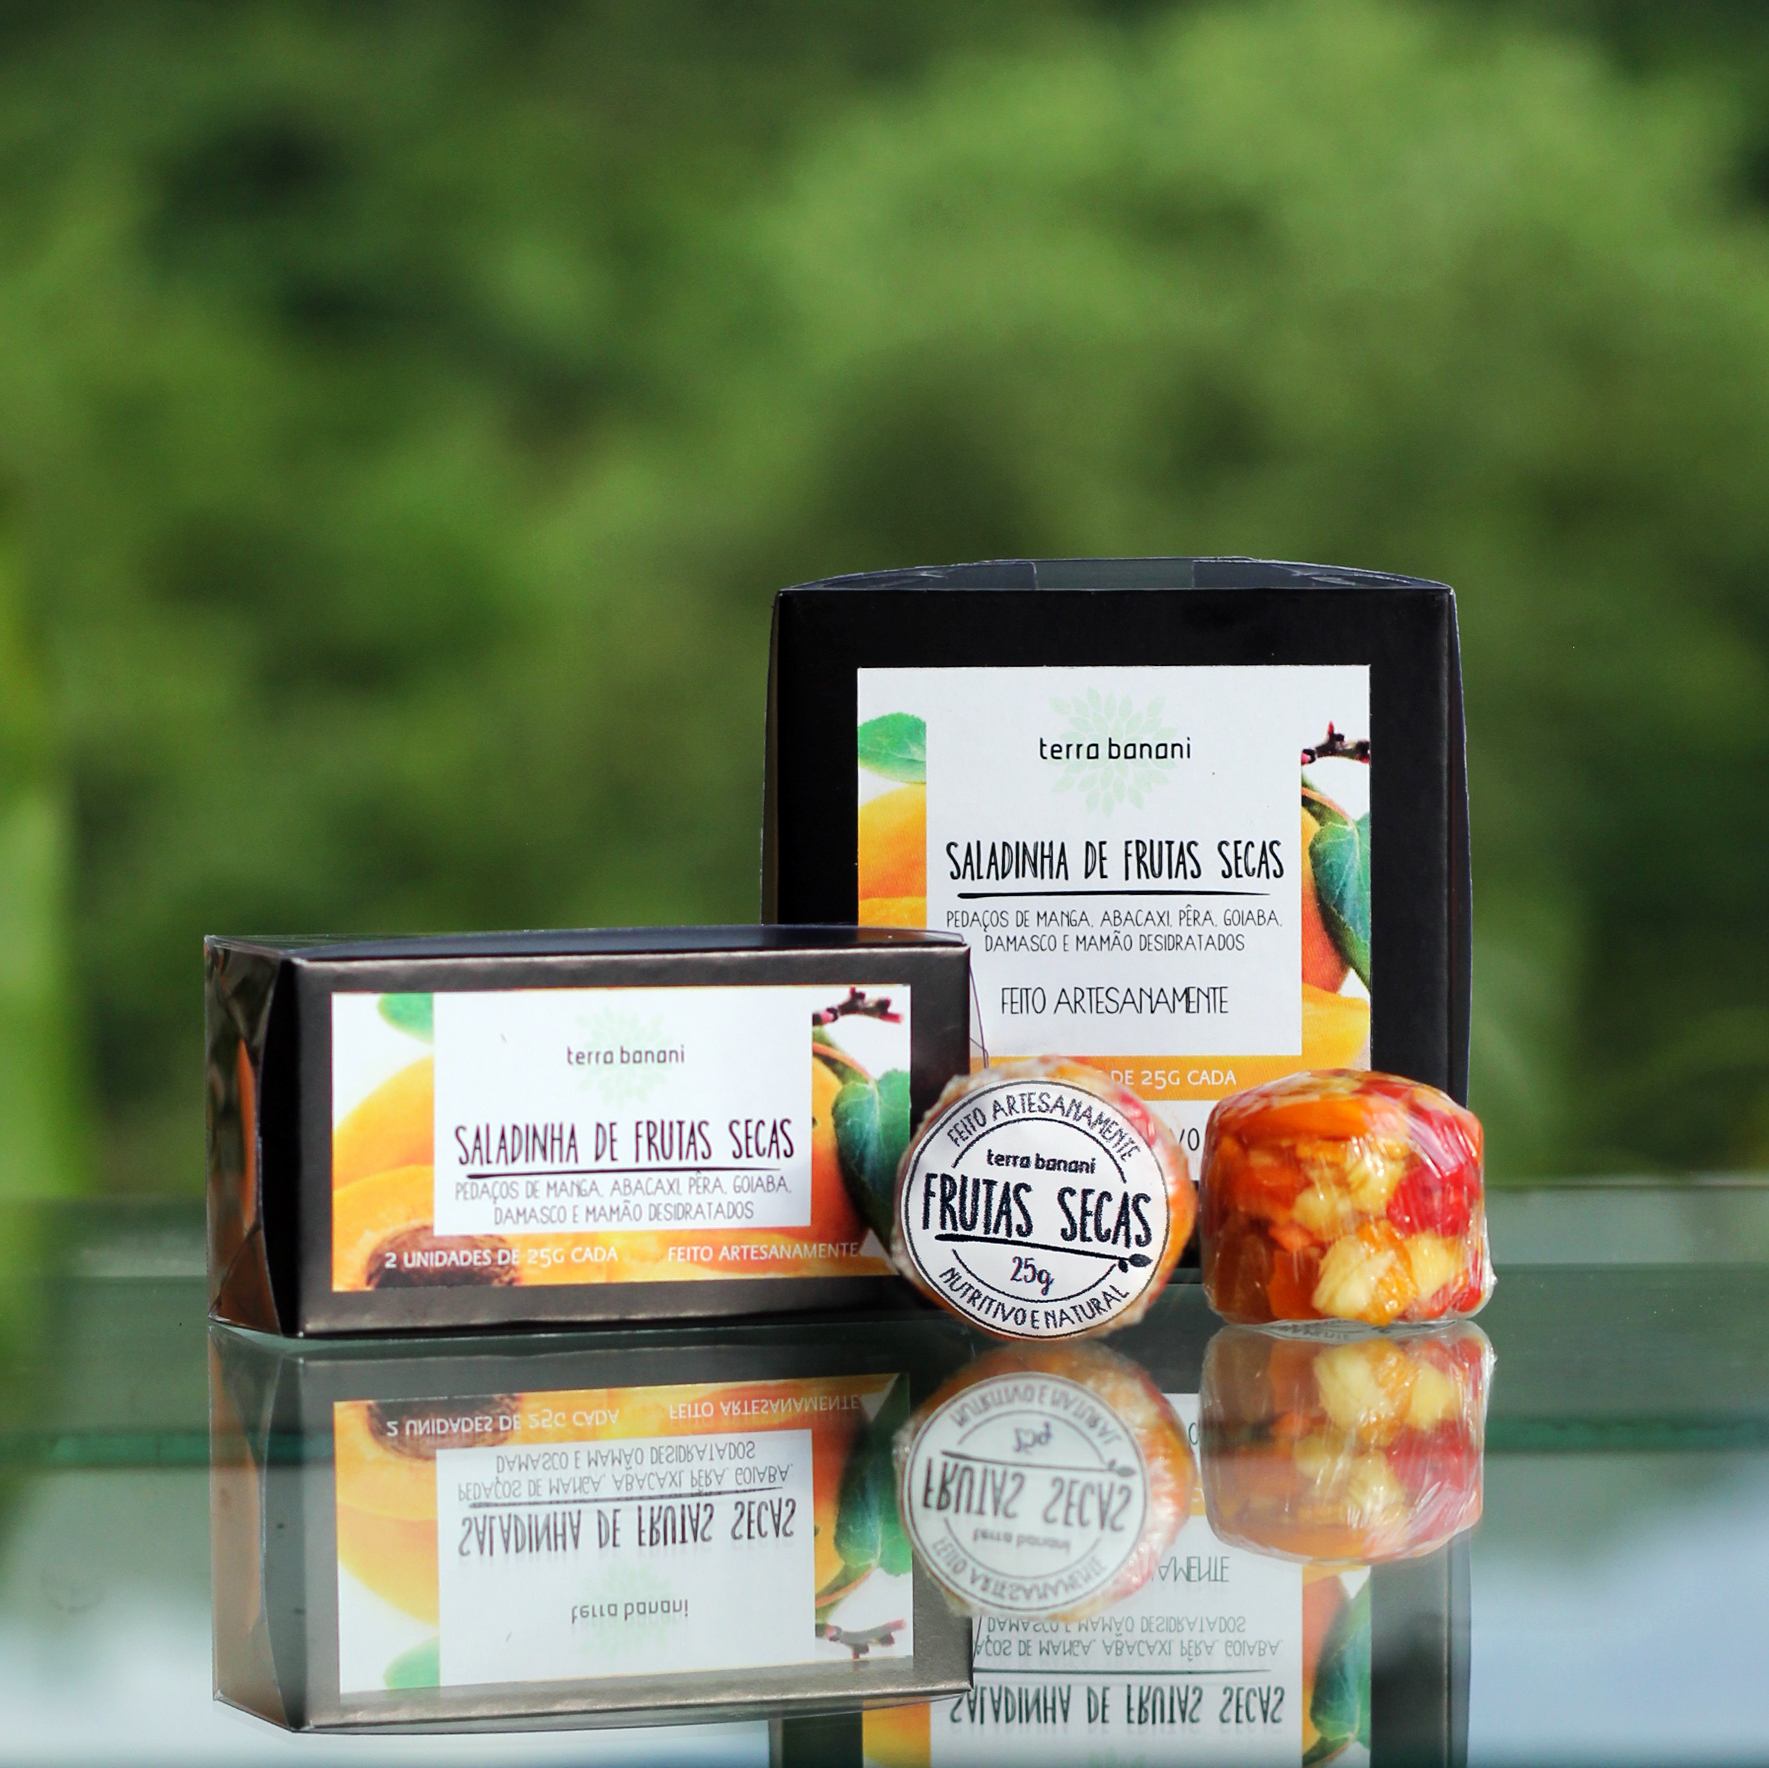 terra banani
SALADINHA DE FRUTAS SECAS
PEDAÇOS DE MANGA, ABACAXI, PÊRA, GOIABA,
DAMASCO E MAMÃO DESIDRATADOS
FEITO ARTESANAMENTE
DE 25G CADA
terra banani
SALADINHA DE FRUTAS SECAS
PEDAÇOS DE MANGA, ABACAXI, PÊRA, GOIABA,
DAMASCO E MAMÃO DESIDRATADOS
2 UNIDADES DE 25G CADA FEITO ARTESANAMENTE
FEITO ARTESANAMENTE
terra banani
FRUTAS SECAS
25g
NUTRITIVO E NATURAL